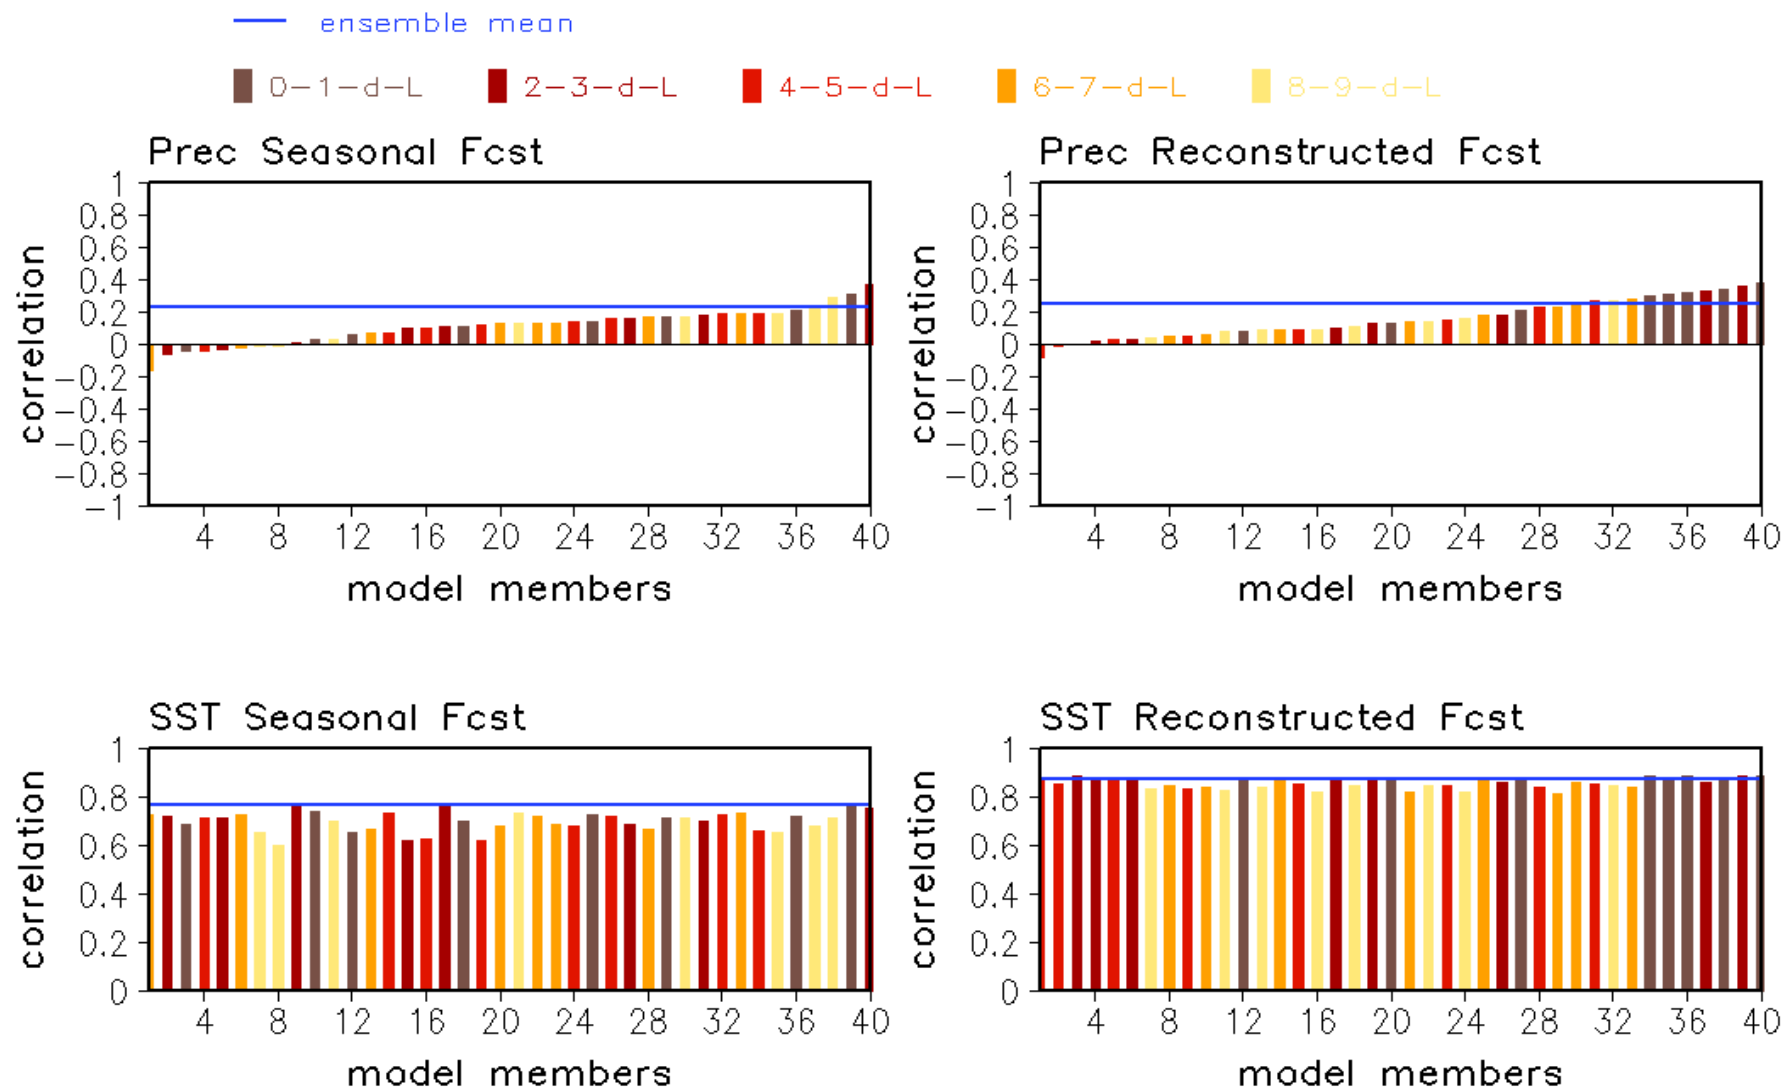 ensemble mean
0-1-d-L 2-3-d-L 4-5-d-L 6-7-d-L 8-9-d-L
Prec Seasonal Fcst
1
0.8
0.6
0.4
0.2
0
-0.2
-0.4
-0.6
-0.8
-1
correlation
4 8 12 16 20 24 28 32 36 40
model members
Prec Reconstructed Fcst
1
0.8
0.6
0.4
0.2
0
-0.2
-0.4
-0.6
-0.8
-1
correlation
4 8 12 16 20 24 28 32 36 40
model members
SST Seasonal Fcst
1
0.8
0.6
0.4
0.2
0
correlation
4 8 12 16 20 24 28 32 36 40
model members
SST Reconstructed Fcst
1
0.8
0.6
0.4
0.2
0
correlation
4 8 12 16 20 24 28 32 36 40
model members